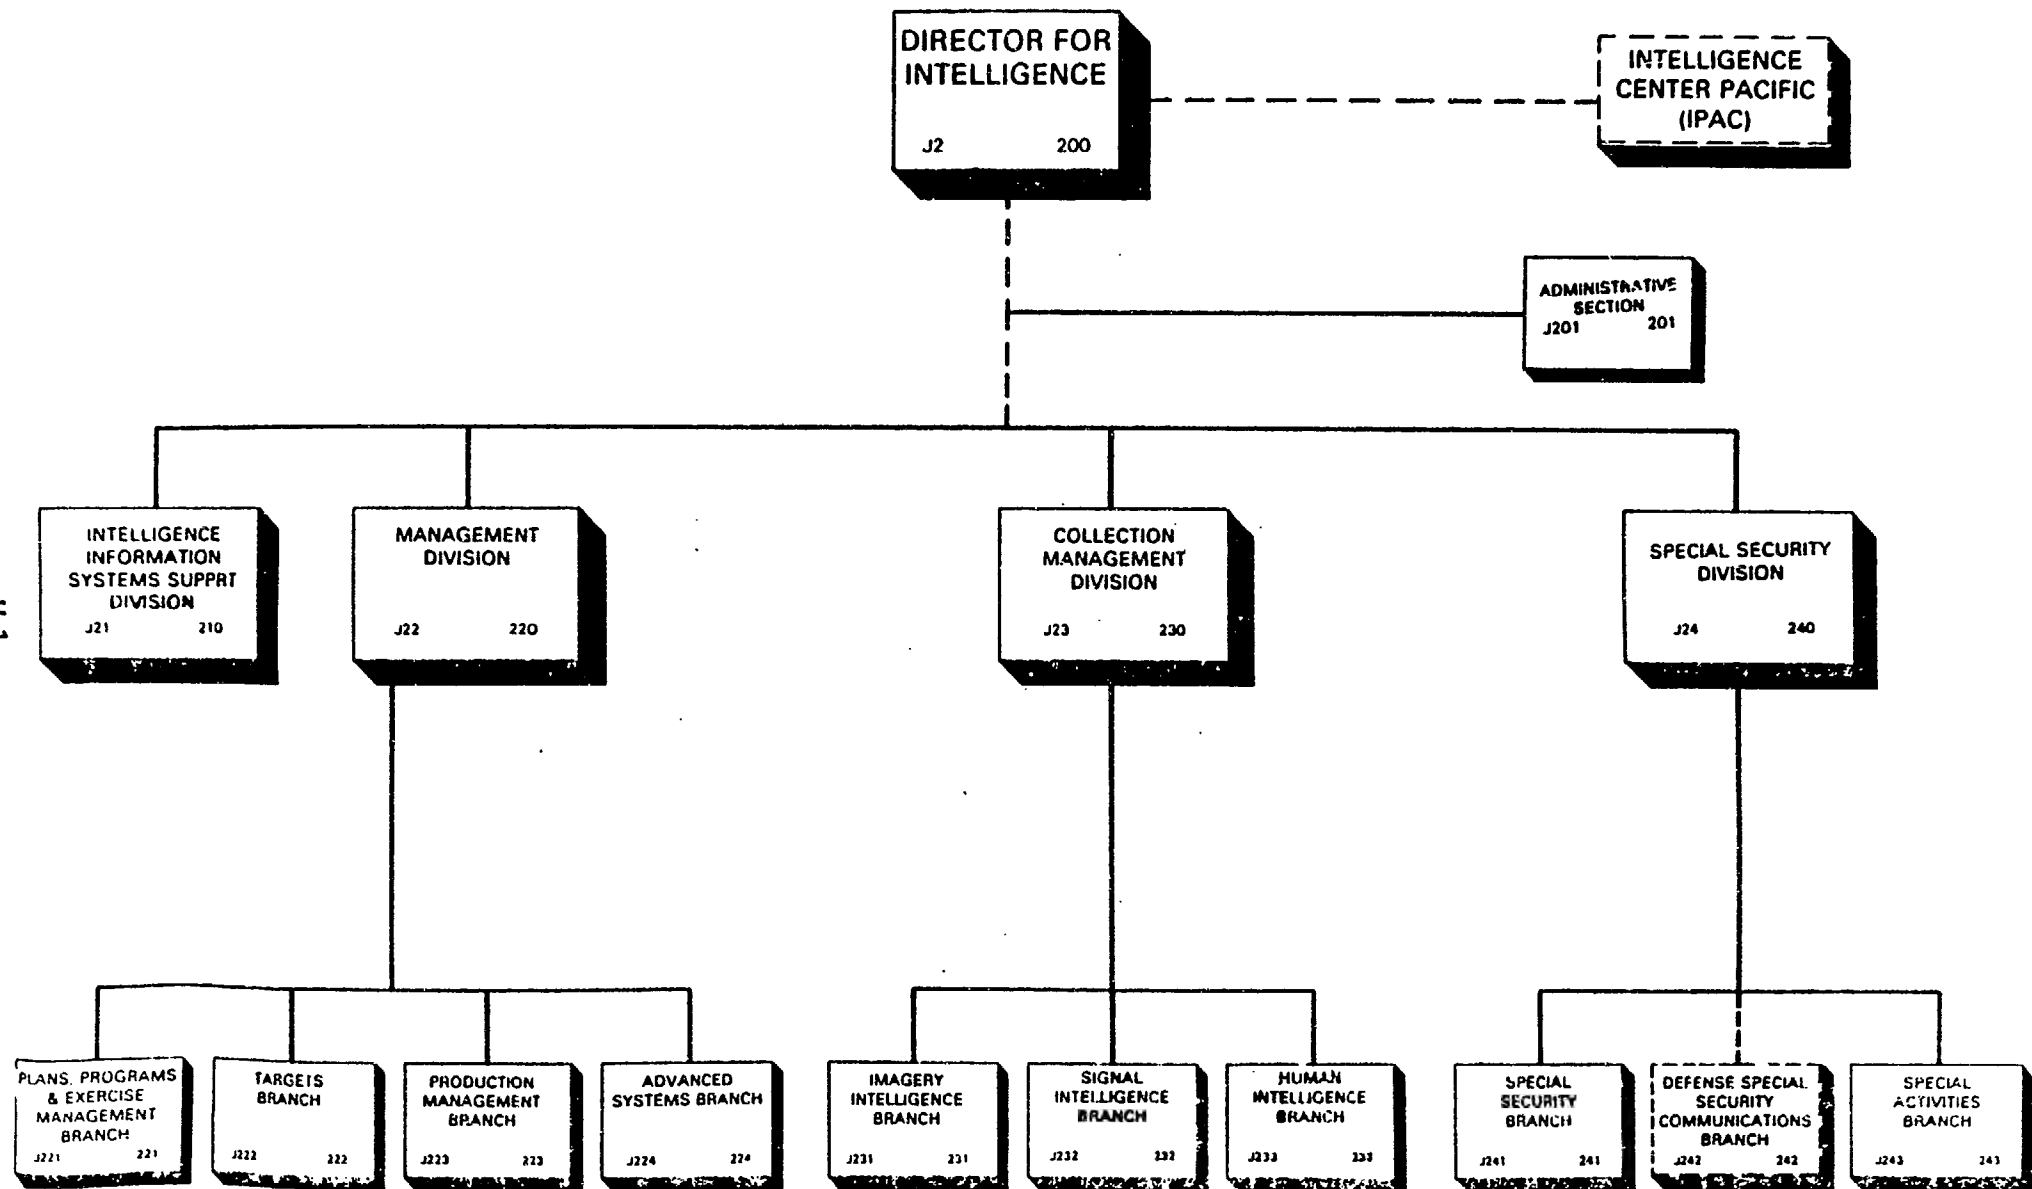 DIRECTOR FOR
INTELLIGENCE
J2 200
INTELLIGENCE
CENTER PACIFIC
(IPAC)
ADMINISTRATIVE
SECTION
J201 201
INTELLIGENCE
INFORMATION
SYSTEMS SUPPRT
DIVISION
J21 210
MANAGEMENT
DIVISION
J22 220
COLLECTION
MANAGEMENT
DIVISION
J23 230
SPECIAL SECURITY
DIVISION
J24 240
PLANS, PROGRAMS
& EXERCISE
MANAGEMENT
BRANCH
J221 221
TARGETS
BRANCH
J222 222
PRODUCTION
MANAGEMENT
BRANCH
J223 223
ADVANCED
SYSTEMS BRANCH
J224 224
IMAGERY
INTELLIGENCE
BRANCH
J231 231
SIGNAL
INTELLIGENCE
BRANCH
J232 232
HUMAN
INTELLIGENCE
BRANCH
J233 233
SPECIAL
SECURITY
BRANCH
J241 241
DEFENSE SPECIAL
SECURITY
COMMUNICATIONS
BRANCH
J242 242
SPECIAL
ACTIVITIES
BRANCH
J243 243